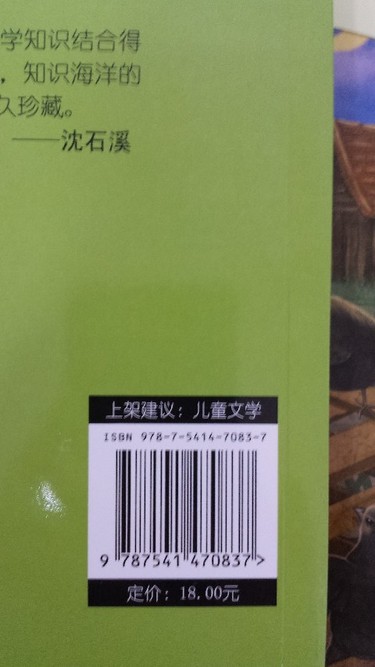 学知识结合得
，知识海洋的
久珍藏。
——沈石溪
上架建议：儿童文学
ISBN 978-7-5414-7083-7
9 787541 470837 >
定价：18.00元